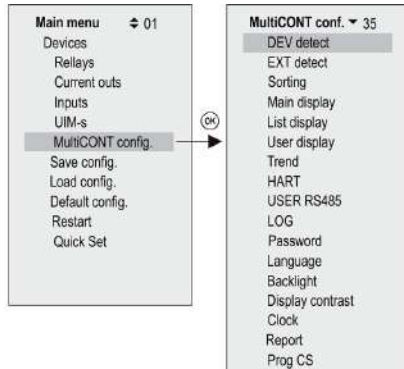 Main menu 01
Devices
Rellays
Current outs
Inputs
UIM-s
MultiCONT config.
Save config.
Load config.
Default config.
Restart
Quick Set
OK
MultiCONT conf. 35
DEV detect
EXT detect
Sorting
Main display
List display
User display
Trend
HART
USER RS485
LOG
Password
Language
Backlight
Display contrast
Clock
Report
Prog CS